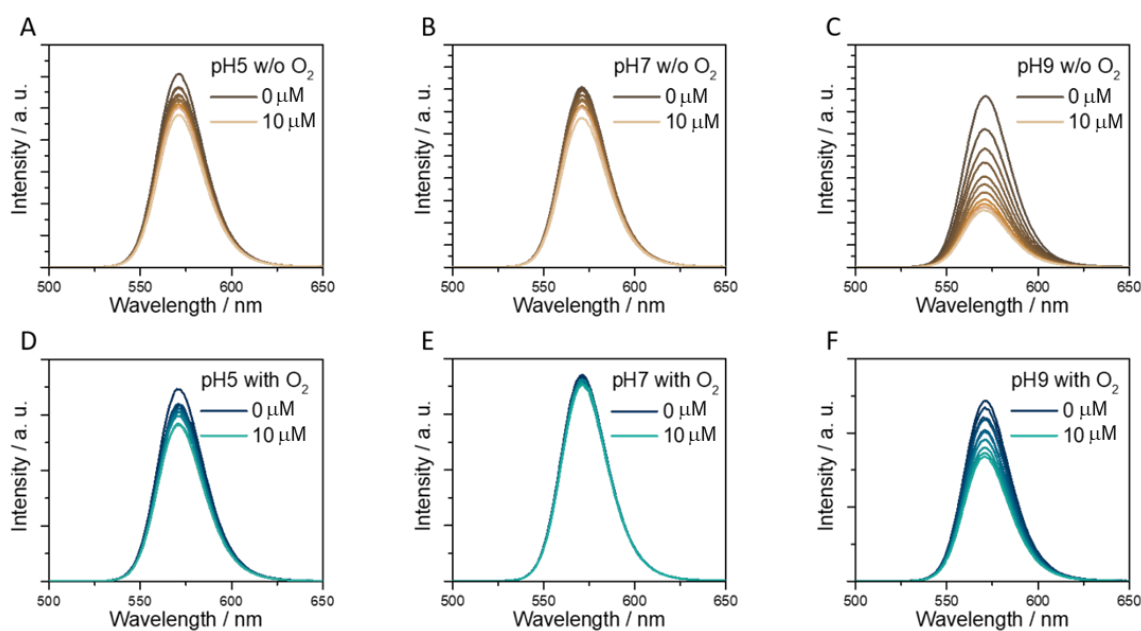 A
pH5 w/o O₂
0 μM
10 μM
Intensity / a. u.
500 550 600 650
Wavelength / nm
B
pH7 w/o O₂
0 μM
10 μM
Intensity / a. u.
500 550 600 650
Wavelength / nm
C
pH9 w/o O₂
0 μM
10 μM
Intensity / a. u.
500 550 600 650
Wavelength / nm
D
pH5 with O₂
0 μM
10 μM
Intensity / a. u.
500 550 600 650
Wavelength / nm
E
pH7 with O₂
0 μM
10 μM
Intensity / a. u.
500 550 600 650
Wavelength / nm
F
pH9 with O₂
0 μM
10 μM
Intensity / a. u.
500 550 600 650
Wavelength / nm